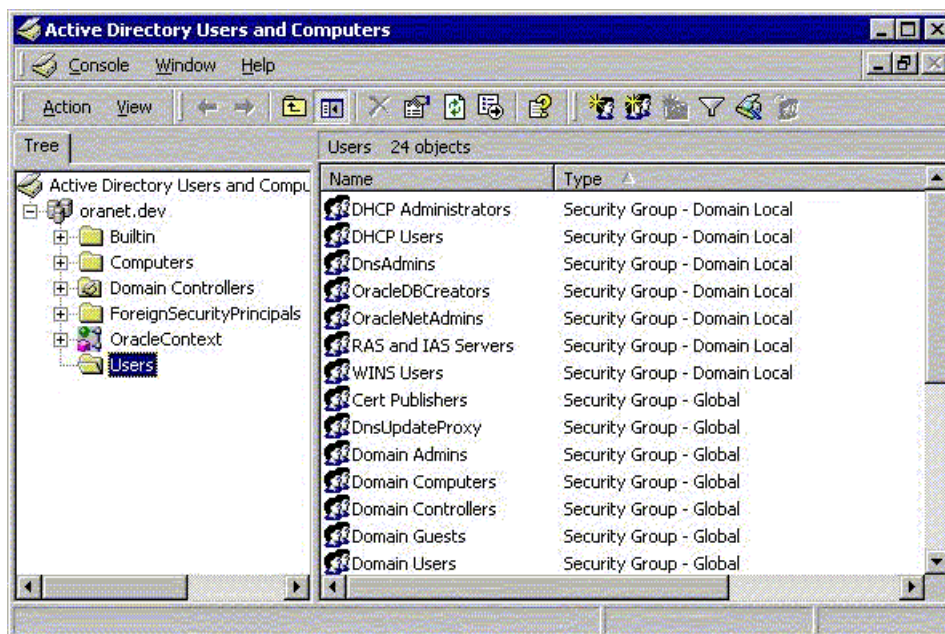 Active Directory Users and Computers
Console Window Help
Action View
Tree
Users 24 objects
Active Directory Users and Compu
oranet.dev
Builtin
Computers
Domain Controllers
ForeignSecurityPrincipals
OracleContext
Users
Name Type
DHCP Administrators Security Group - Domain Local
DHCP Users Security Group - Domain Local
DnsAdmins Security Group - Domain Local
OracleDBCreators Security Group - Domain Local
OracleNetAdmins Security Group - Domain Local
RAS and IAS Servers Security Group - Domain Local
WINS Users Security Group - Domain Local
Cert Publishers Security Group - Global
DnsUpdateProxy Security Group - Global
Domain Admins Security Group - Global
Domain Computers Security Group - Global
Domain Controllers Security Group - Global
Domain Guests Security Group - Global
Domain Users Security Group - Global